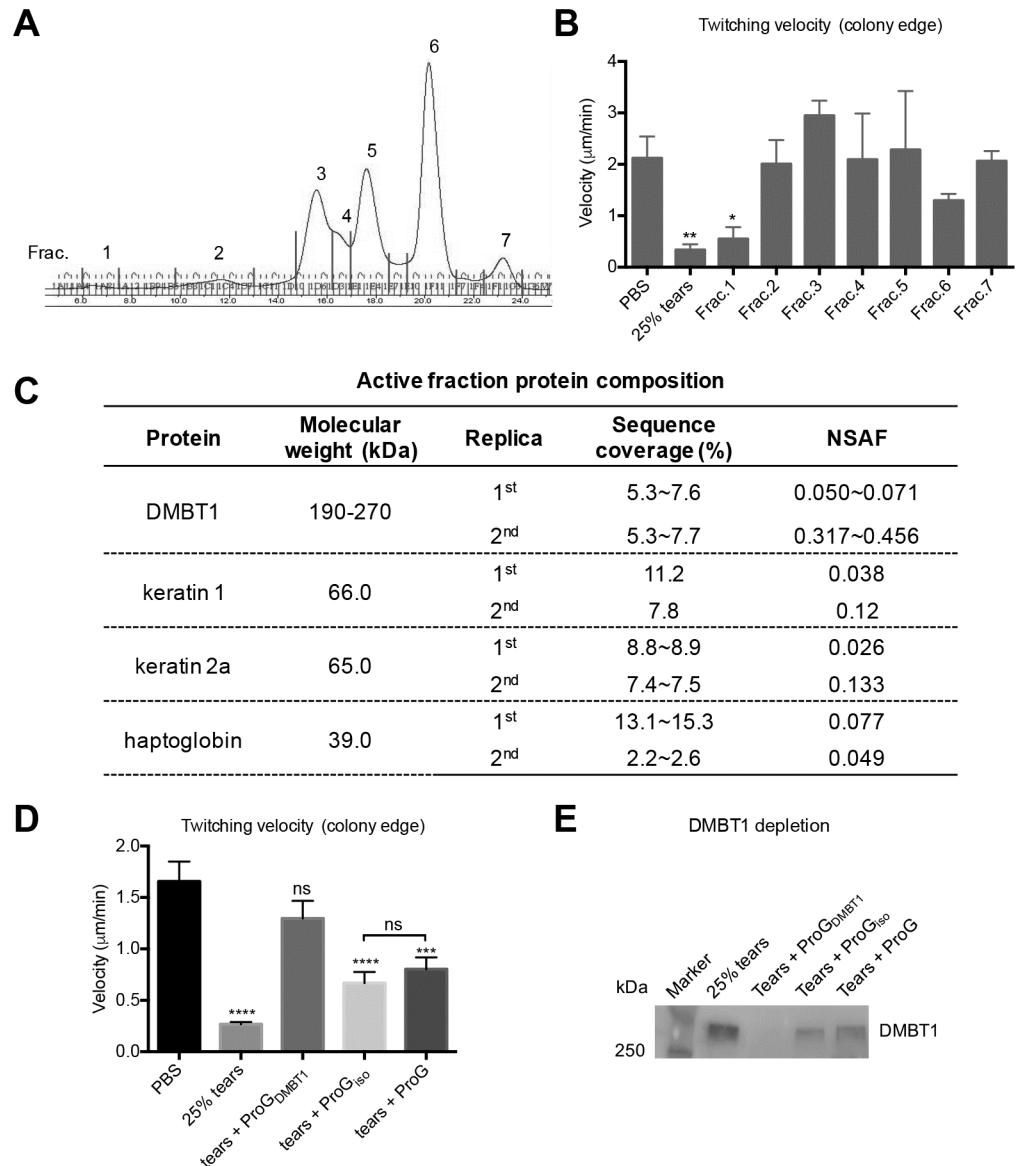 A
Frac.
1
2
3
4
5
6
7
6.0 8.0 10.0 12.0 14.0 16.0 18.0 20.0 22.0 24.0
B
Twitching velocity (colony edge)
Velocity (μm/min)
4
3
2
1
0
**
*
PBS
25% tears
Frac.1
Frac.2
Frac.3
Frac.4
Frac.5
Frac.6
Frac.7
C
Active fraction protein composition
Protein Molecular weight (kDa) Replica Sequence coverage (%) NSAF
DMBT1 190-270 1st 5.3~7.6 0.050~0.071
2nd 5.3~7.7 0.317~0.456
keratin 1 66.0 1st 11.2 0.038
2nd 7.8 0.12
keratin 2a 65.0 1st 8.8~8.9 0.026
2nd 7.4~7.5 0.133
haptoglobin 39.0 1st 13.1~15.3 0.077
2nd 2.2~2.6 0.049
D
Twitching velocity (colony edge)
Velocity (μm/min)
2.0
1.5
1.0
0.5
0.0
****
ns
****
ns
***
PBS
25% tears
tears + ProGDMBT1
tears + ProGiso
tears + ProG
E
DMBT1 depletion
kDa
Marker
25% tears
Tears + ProGDMBT1
Tears + ProGiso
Tears + ProG
250
DMBT1